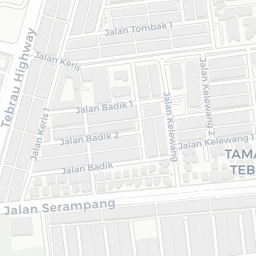 Jalan Tombak 1
Jalan Keris
Tebrau Highway
Jalan Badik 1
Jalan Keris 1
Jalan Badik 2
Jalan Kelewang
Jalan Kelewang 2
Jalan Kelewang 1
Jalan Badik
TAMA
TEB
Jalan Serampang